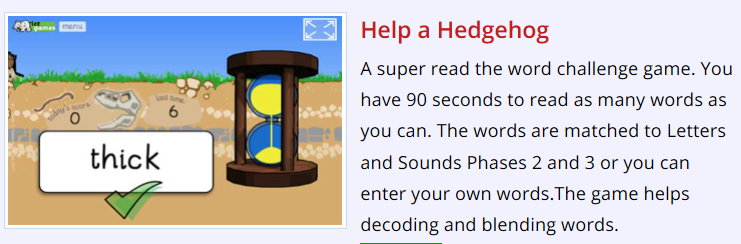 ict
games
menu
today's score
0
last time
6
thick
Help a Hedgehog
A super read the word challenge game. You
have 90 seconds to read as many words as
you can. The words are matched to Letters
and Sounds Phases 2 and 3 or you can
enter your own words.The game helps
decoding and blending words.